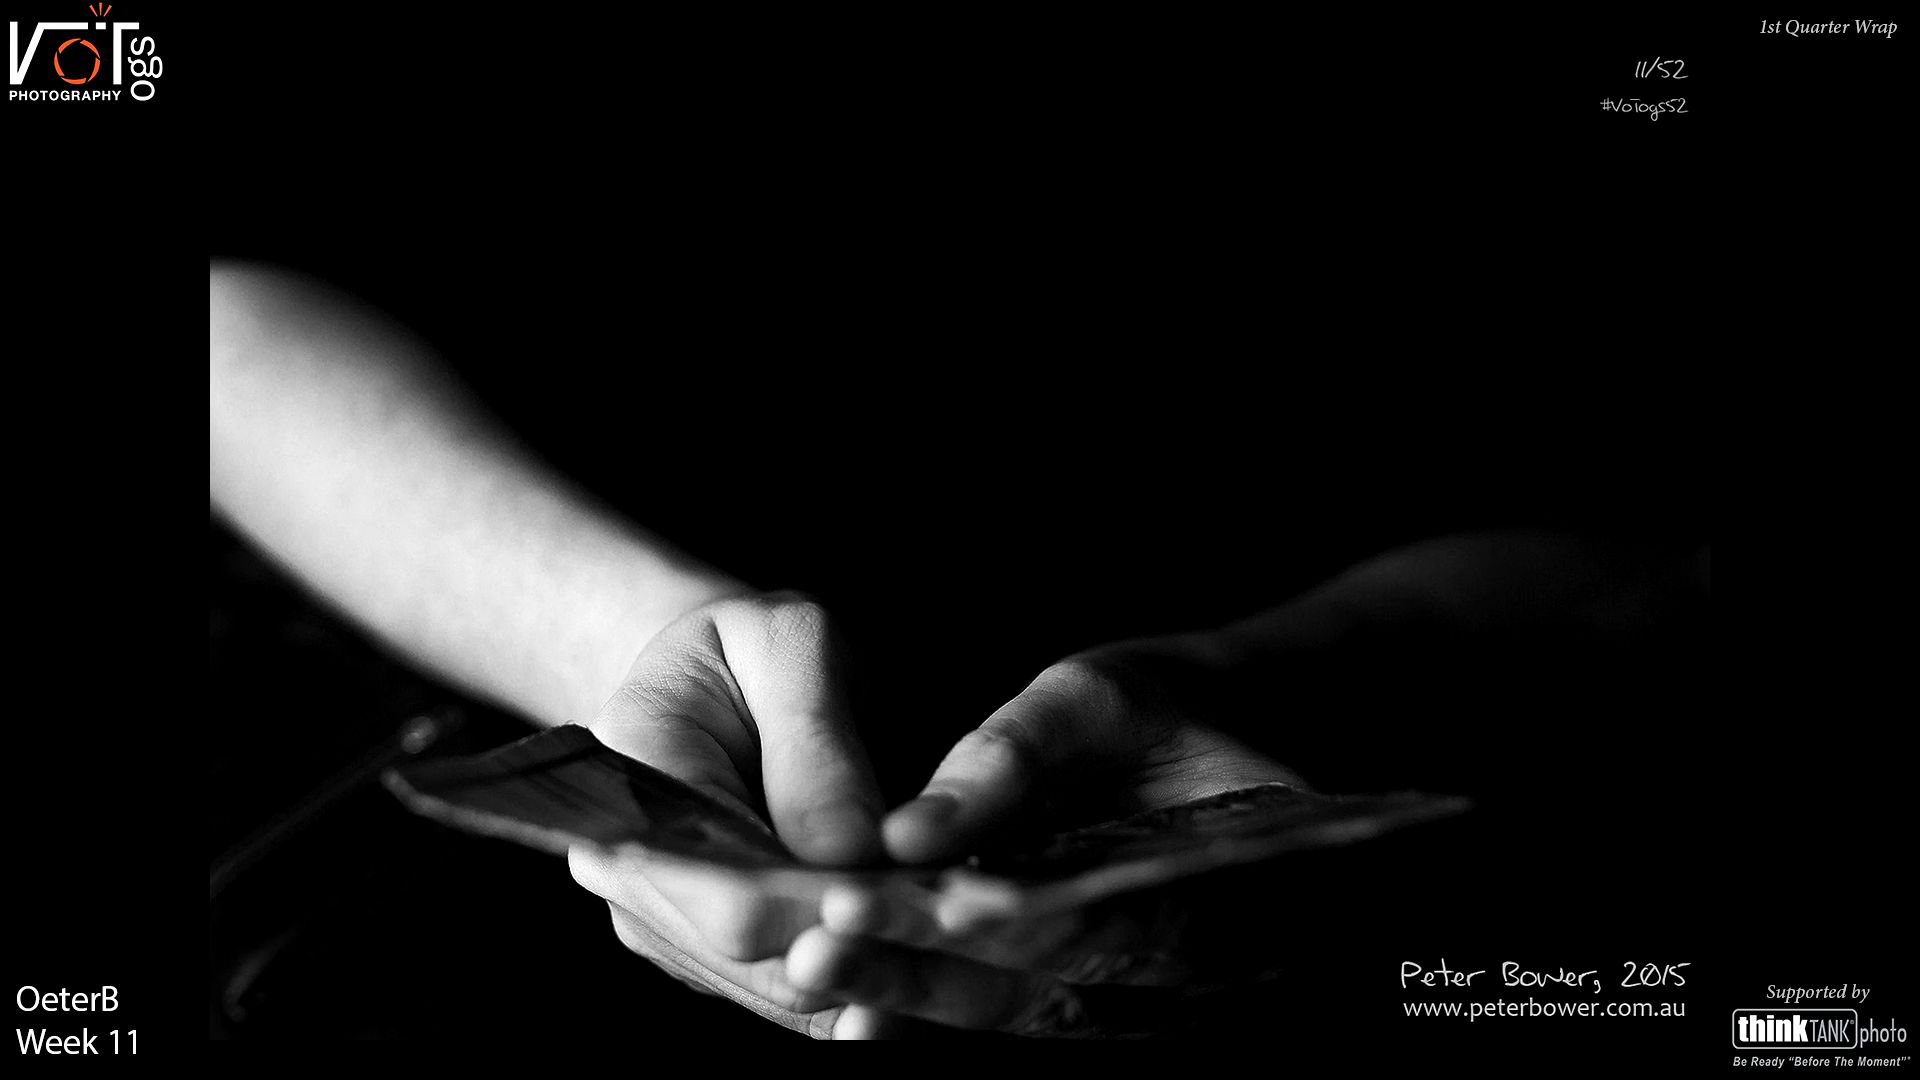 VOTogs
PHOTOGRAPHY
1st Quarter Wrap
11/52
#VoTogs52
OeterB
Week 11
Peter Bower, 2015
www.peterbower.com.au
Supported by
thinkTANK photo
Be Ready “Before The Moment”®